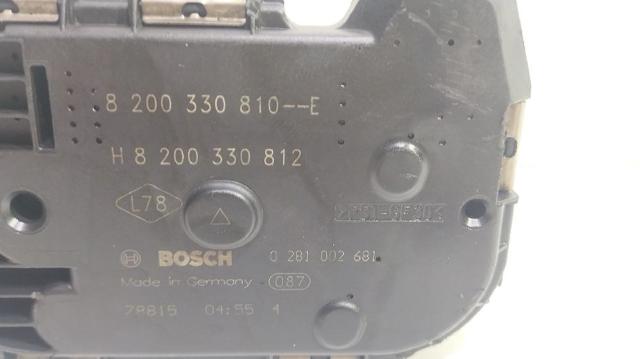 8 200 330 810--E
H 8 200 330 812
L78
BOSCH 0 281 002 681
Made in Germany 087
78815 04:55 4